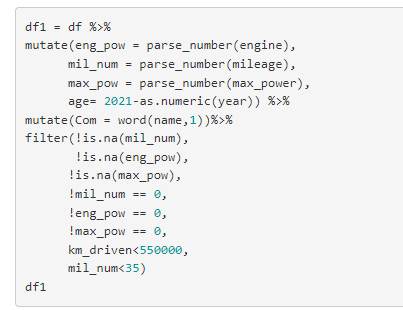 df1 = df %>%
mutate(eng_pow = parse_number(engine),
       mil_num = parse_number(mileage),
       max_pow = parse_number(max_power),
       age= 2021-as.numeric(year)) %>%
mutate(Com = word(name,1))%>%
filter(!is.na(mil_num),
        !is.na(eng_pow),
       !is.na(max_pow),
       !mil_num == 0,
       !eng_pow == 0,
       !max_pow == 0,
       km_driven<550000,
       mil_num<35)
df1